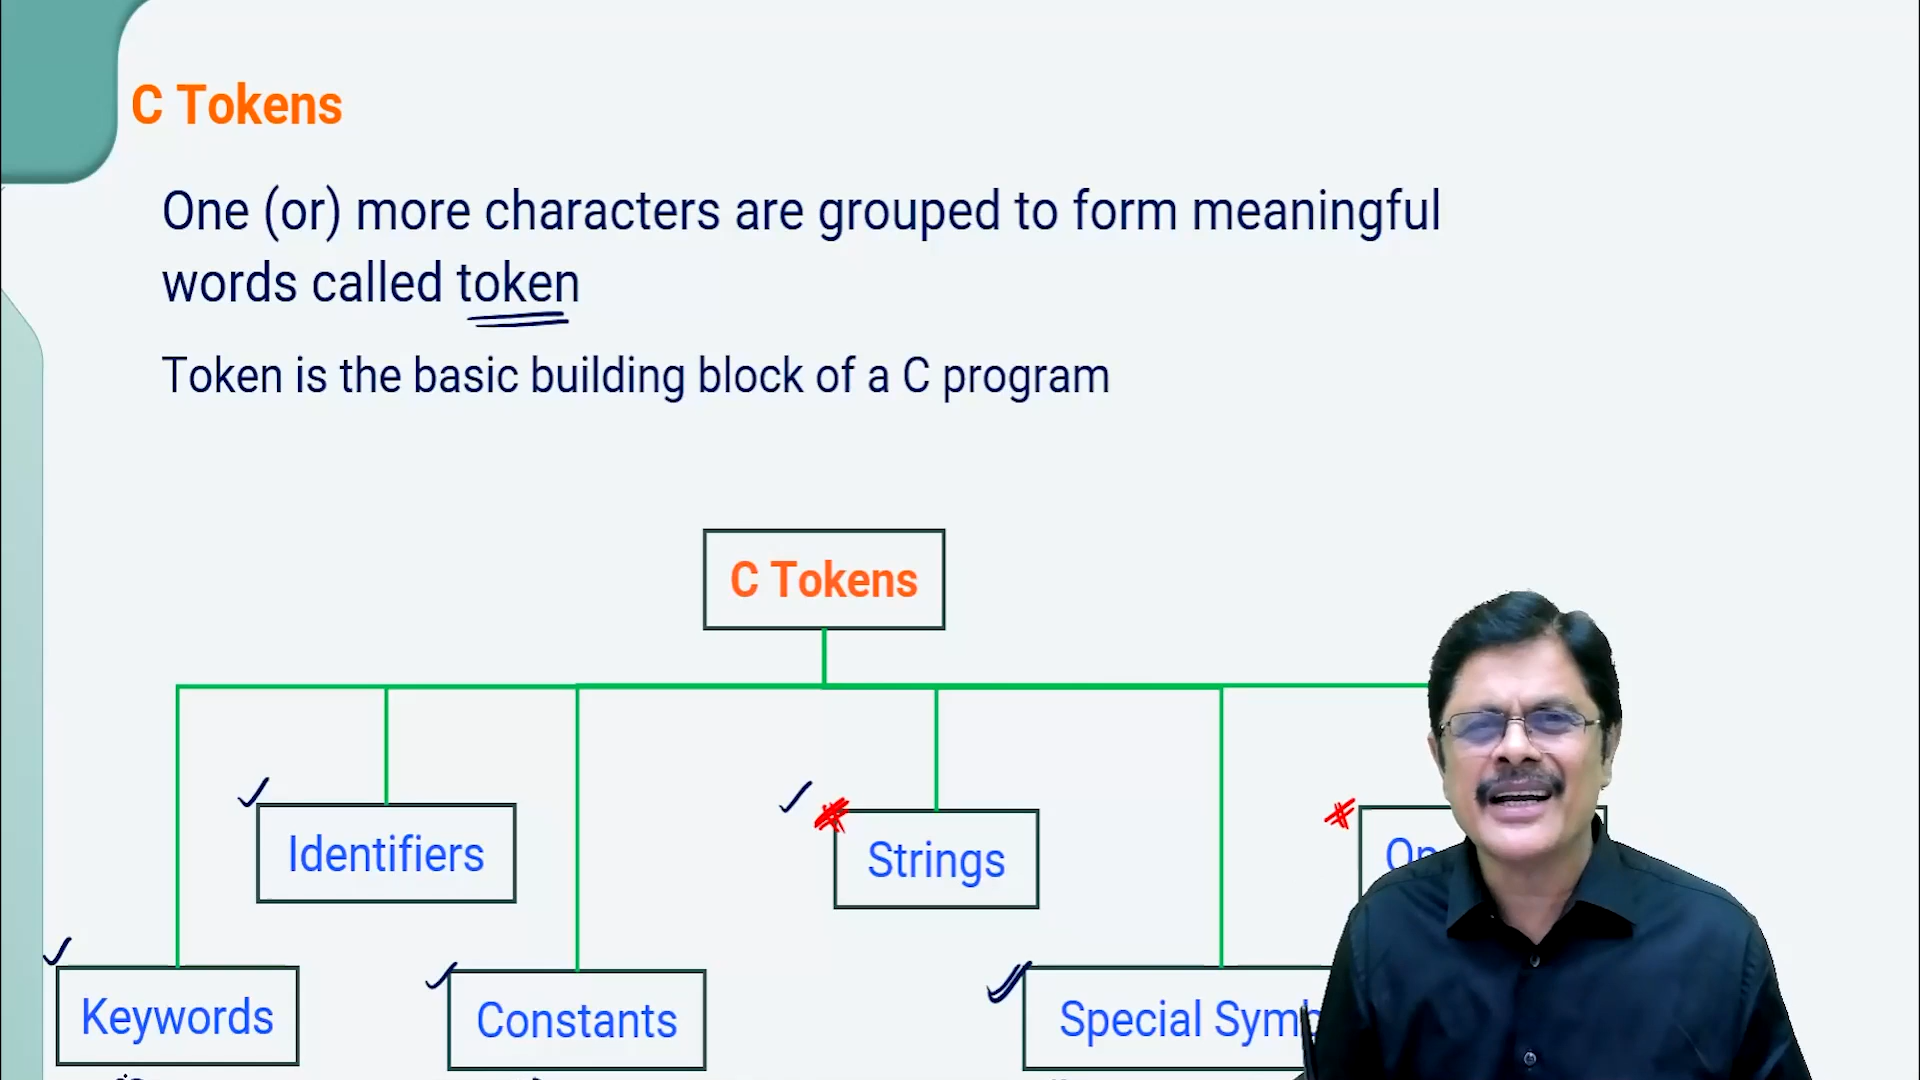 C Tokens
One (or) more characters are grouped to form meaningful
words called token
Token is the basic building block of a C program
C Tokens
Identifiers
Strings
Keywords
Constants
Special